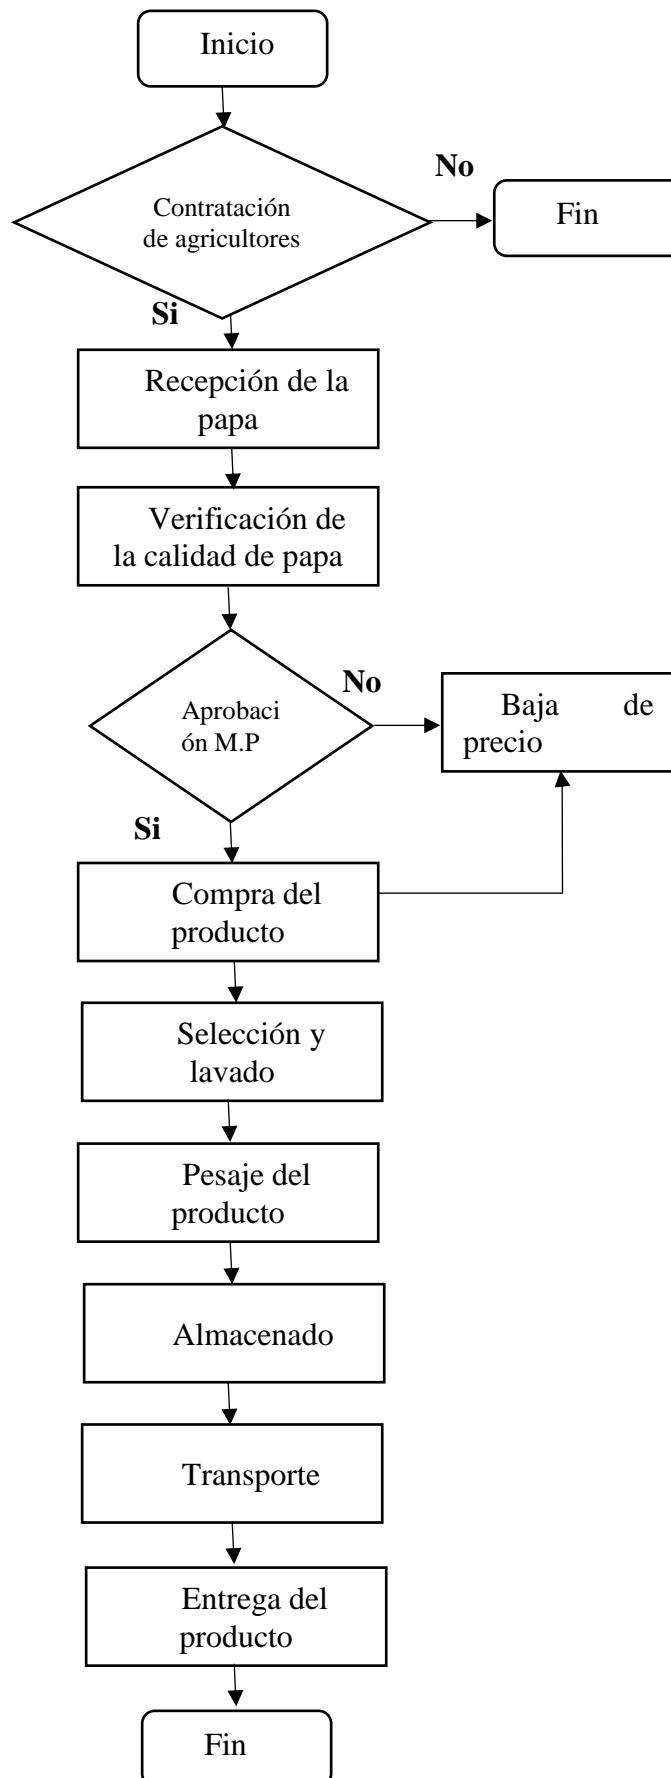 Inicio
No
Contratación
de agricultores
Fin
Si
Recepción de la
papa
Verificación de
la calidad de papa
No
Aprobaci
ón M.P
Baja de
precio
Si
Compra del
producto
Selección y
lavado
Pesaje del
producto
Almacenado
Transporte
Entrega del
producto
Fin